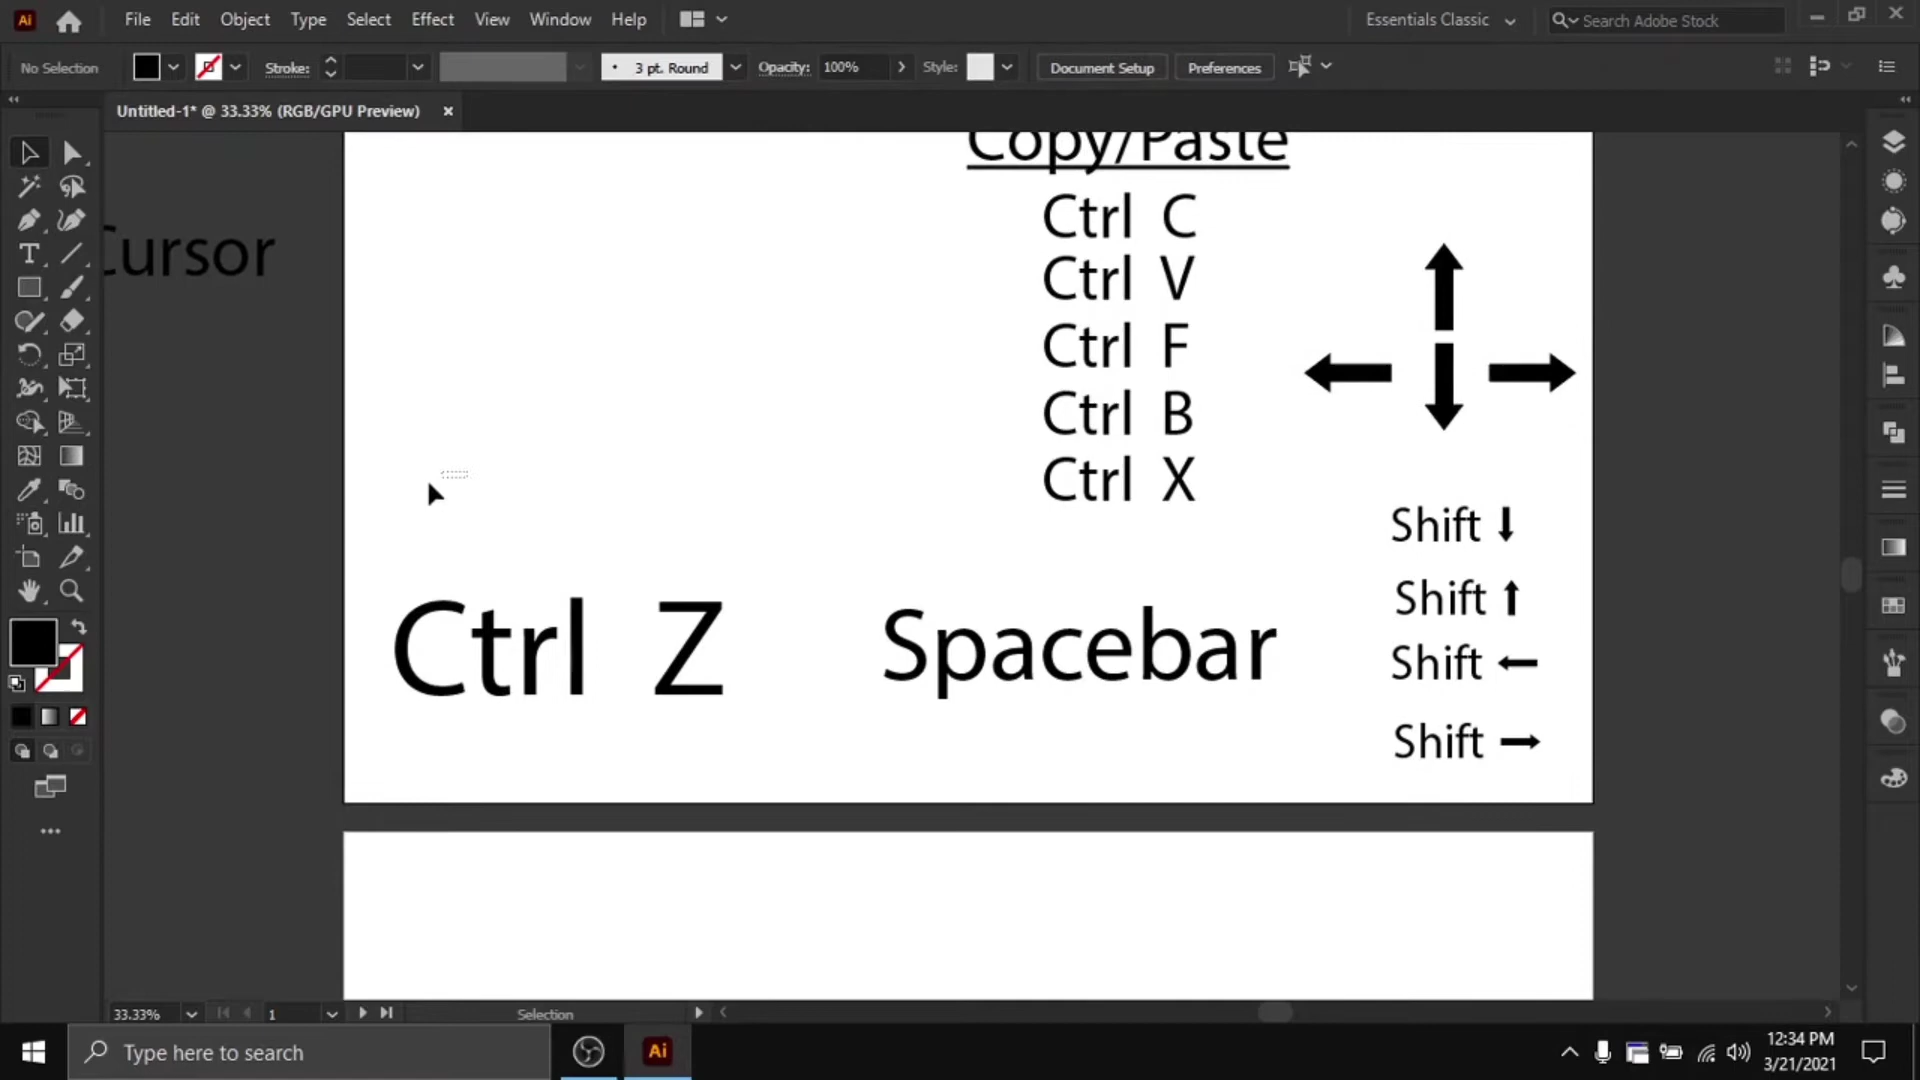 Ai File Edit Object Type Select Effect View Window Help Essentials Classic Search Adobe Stock
No Selection Stroke: 3 pt. Round Opacity: 100% Style: Document Setup Preferences
Untitled-1* @ 33.33% (RGB/GPU Preview) ×
Copy/Paste
Cursor
Ctrl C
Ctrl V
Ctrl F
Ctrl B
Ctrl X
Shift ↓
Shift ↑
Shift ←
Shift →
Ctrl Z
Spacebar
33.33% 1 Selection
Type here to search
Ai
12:34 PM
3/21/2021